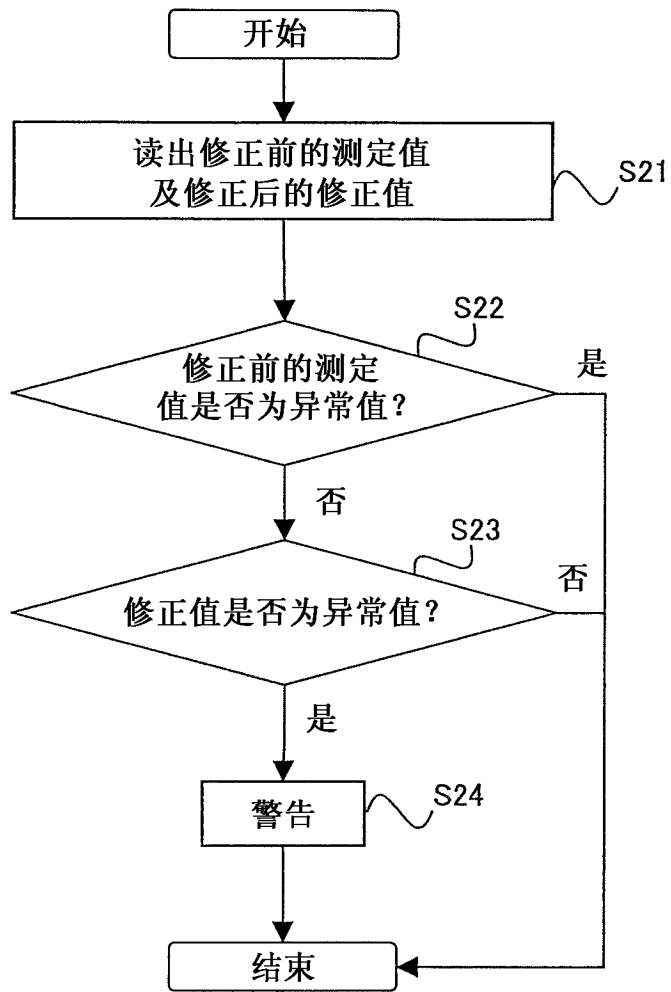 开始
读出修正前的测定值
及修正后的修正值
S21
S22
修正前的测定
值是否为异常值?
是
否
S23
修正值是否为异常值?
否
是
警告
S24
结束